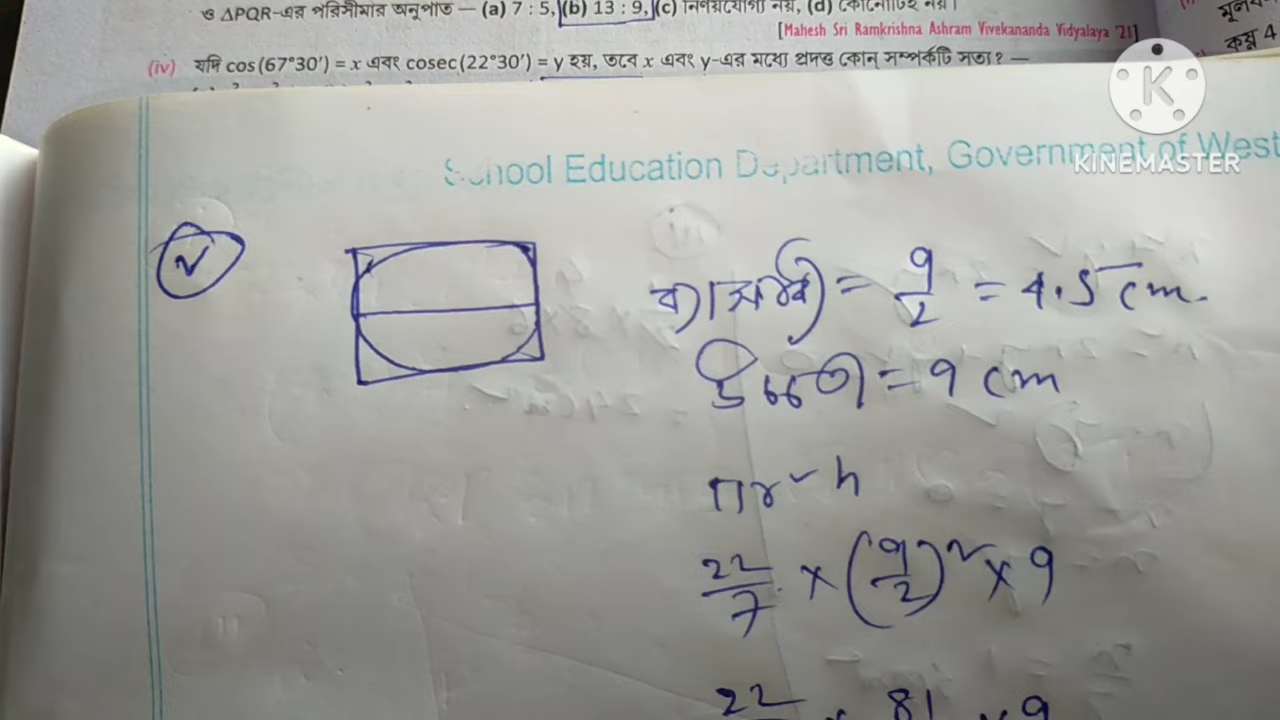 ও ΔPQR-এর পরিসীমার অনুপাত — (a) 7 : 5, (b) 13 : 9, (c) নির্ণয়যোগ্য নয়, (d) কোনোটিই নয়।
[Mahesh Sri Ramkrishna Ashram Vivekananda Vidyalaya '21]
(iv) যদি cos (67°30′) = x এবং cosec (22°30′) = y হয়, তবে x এবং y-এর মধ্যে প্রদত্ত কোন্ সম্পর্কটি সত্য? —
K
KINEMASTER
School Education Department, Government of West
v
ব্যাসার্ধ = 9/2 = 4.5 cm.
উচ্চতা = 9 cm
πr²h
22/7 × (9/2)² × 9
22 × 81 × 9